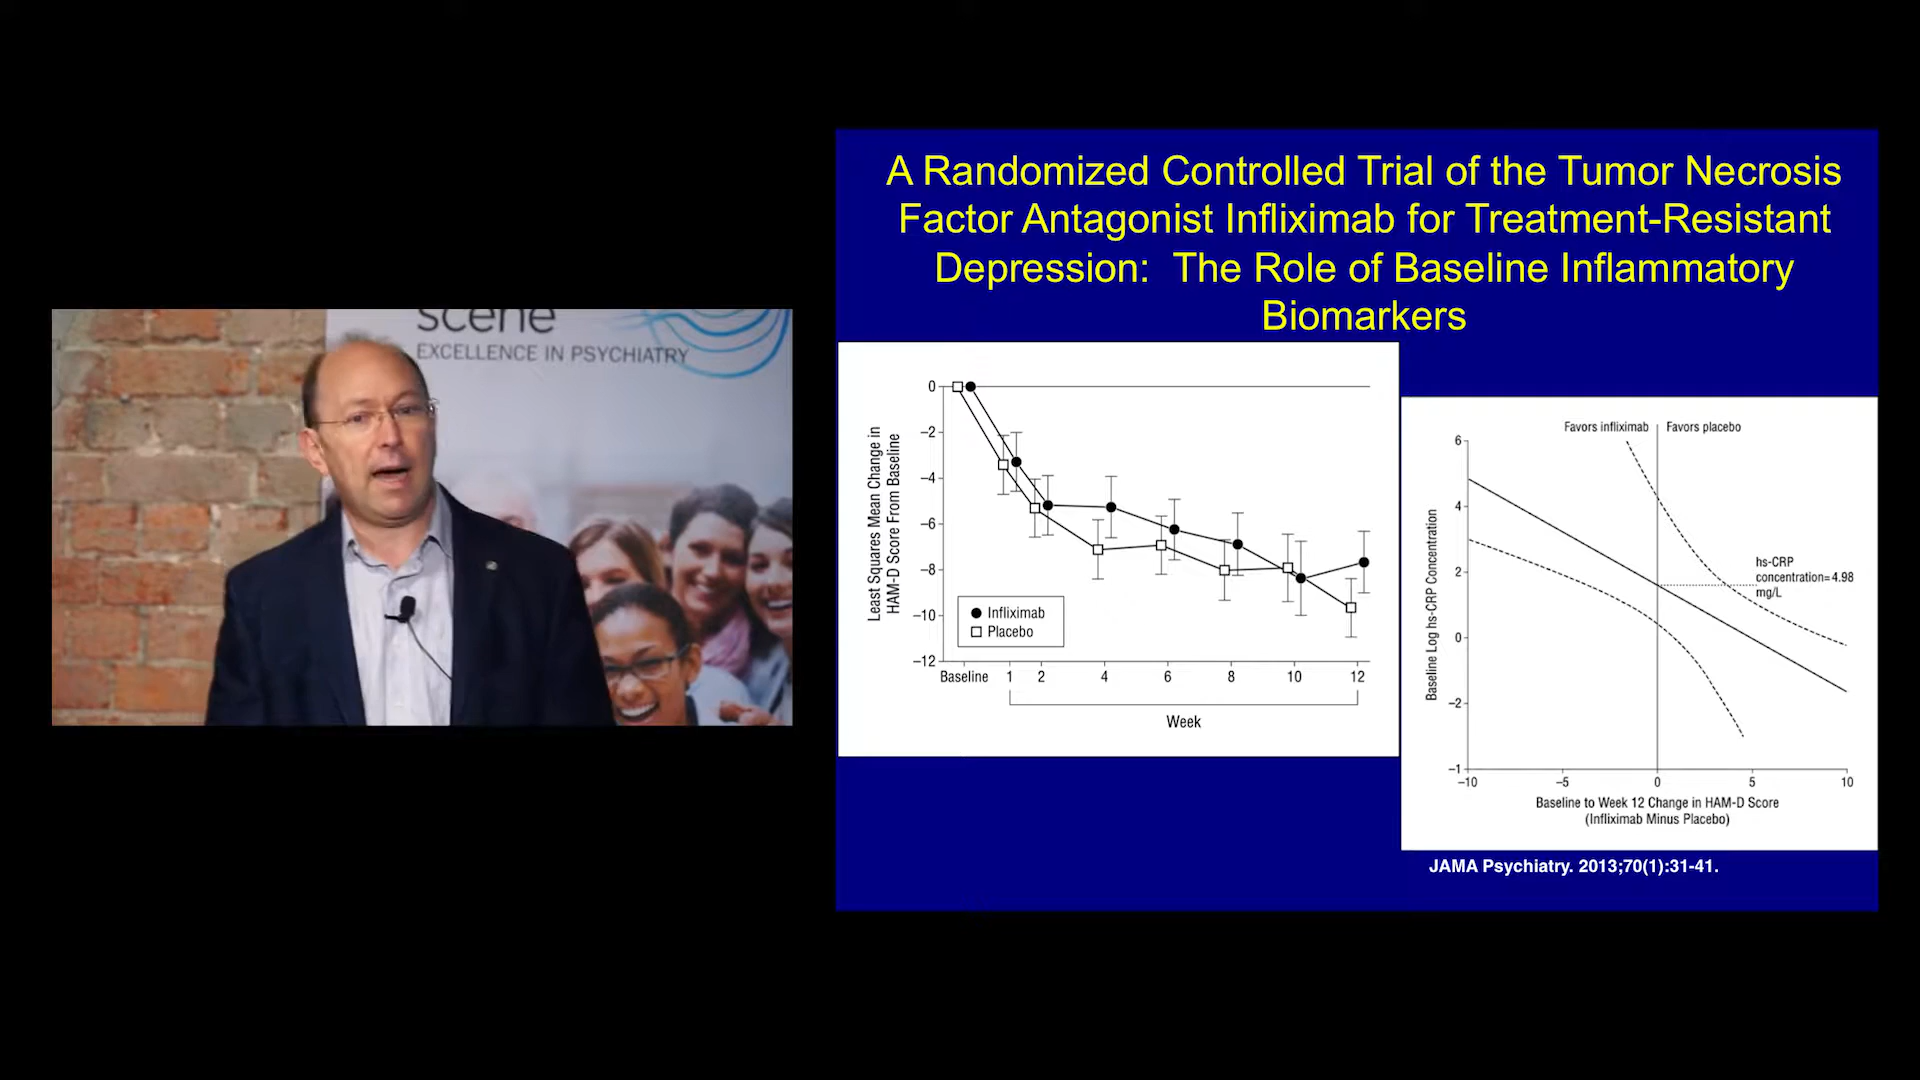 scene
EXCELLENCE IN PSYCHIATRY
A Randomized Controlled Trial of the Tumor Necrosis
Factor Antagonist Infliximab for Treatment-Resistant
Depression: The Role of Baseline Inflammatory
Biomarkers
Least Squares Mean Change in
HAM-D Score From Baseline
0
−2
−4
−6
−8
−10
−12
Infliximab
Placebo
Baseline 1 2 4 6 8 10 12
Week
Favors infliximab Favors placebo
Baseline Log hs-CRP Concentration
6
4
2
0
−2
−1
hs-CRP
concentration=4.98
mg/L
−10 −5 0 5 10
Baseline to Week 12 Change in HAM-D Score
(Infliximab Minus Placebo)
JAMA Psychiatry. 2013;70(1):31-41.